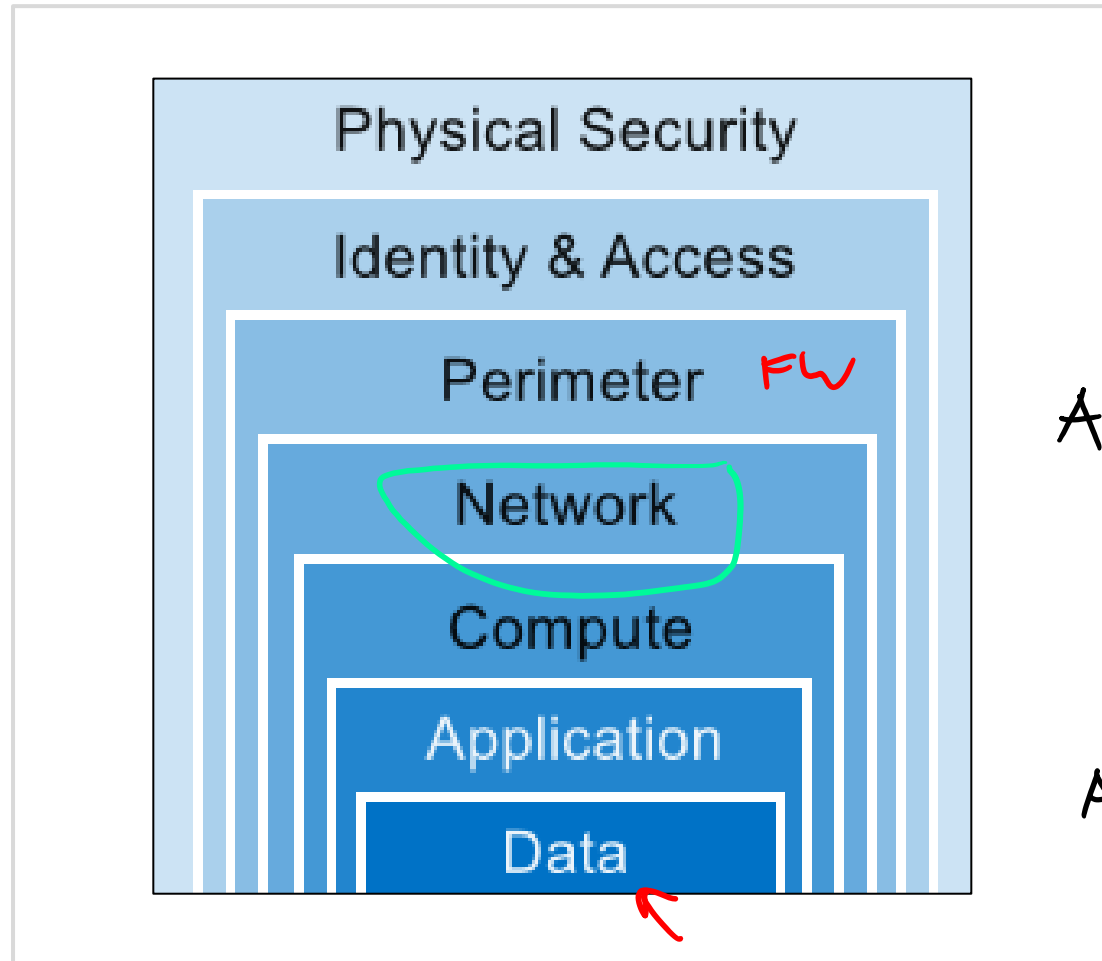 Physical Security
Identity & Access
Perimeter FW
A
Network
Compute
Application
A
Data